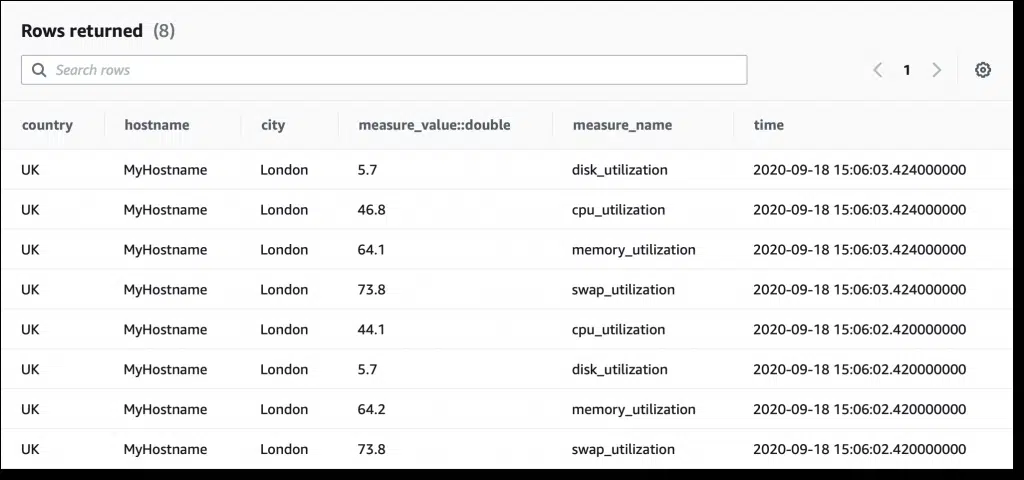 Rows returned (8)
Search rows
1
country hostname city measure_value::double measure_name time
UK MyHostname London 5.7 disk_utilization 2020-09-18 15:06:03.424000000
UK MyHostname London 46.8 cpu_utilization 2020-09-18 15:06:03.424000000
UK MyHostname London 64.1 memory_utilization 2020-09-18 15:06:03.424000000
UK MyHostname London 73.8 swap_utilization 2020-09-18 15:06:03.424000000
UK MyHostname London 44.1 cpu_utilization 2020-09-18 15:06:02.420000000
UK MyHostname London 5.7 disk_utilization 2020-09-18 15:06:02.420000000
UK MyHostname London 64.2 memory_utilization 2020-09-18 15:06:02.420000000
UK MyHostname London 73.8 swap_utilization 2020-09-18 15:06:02.420000000